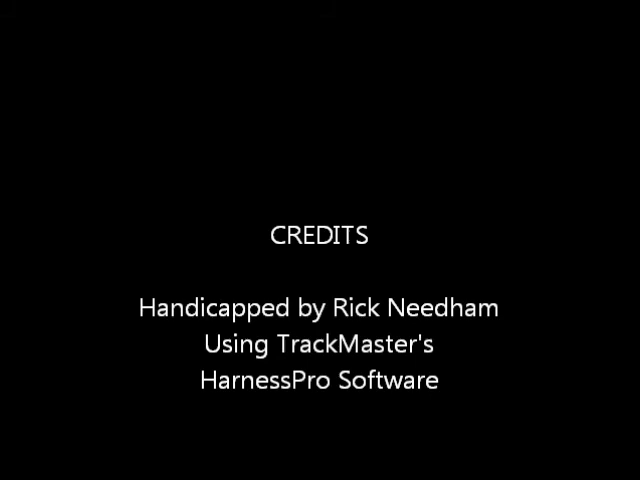 CREDITS
Handicapped by Rick Needham
Using TrackMaster's
HarnessPro Software